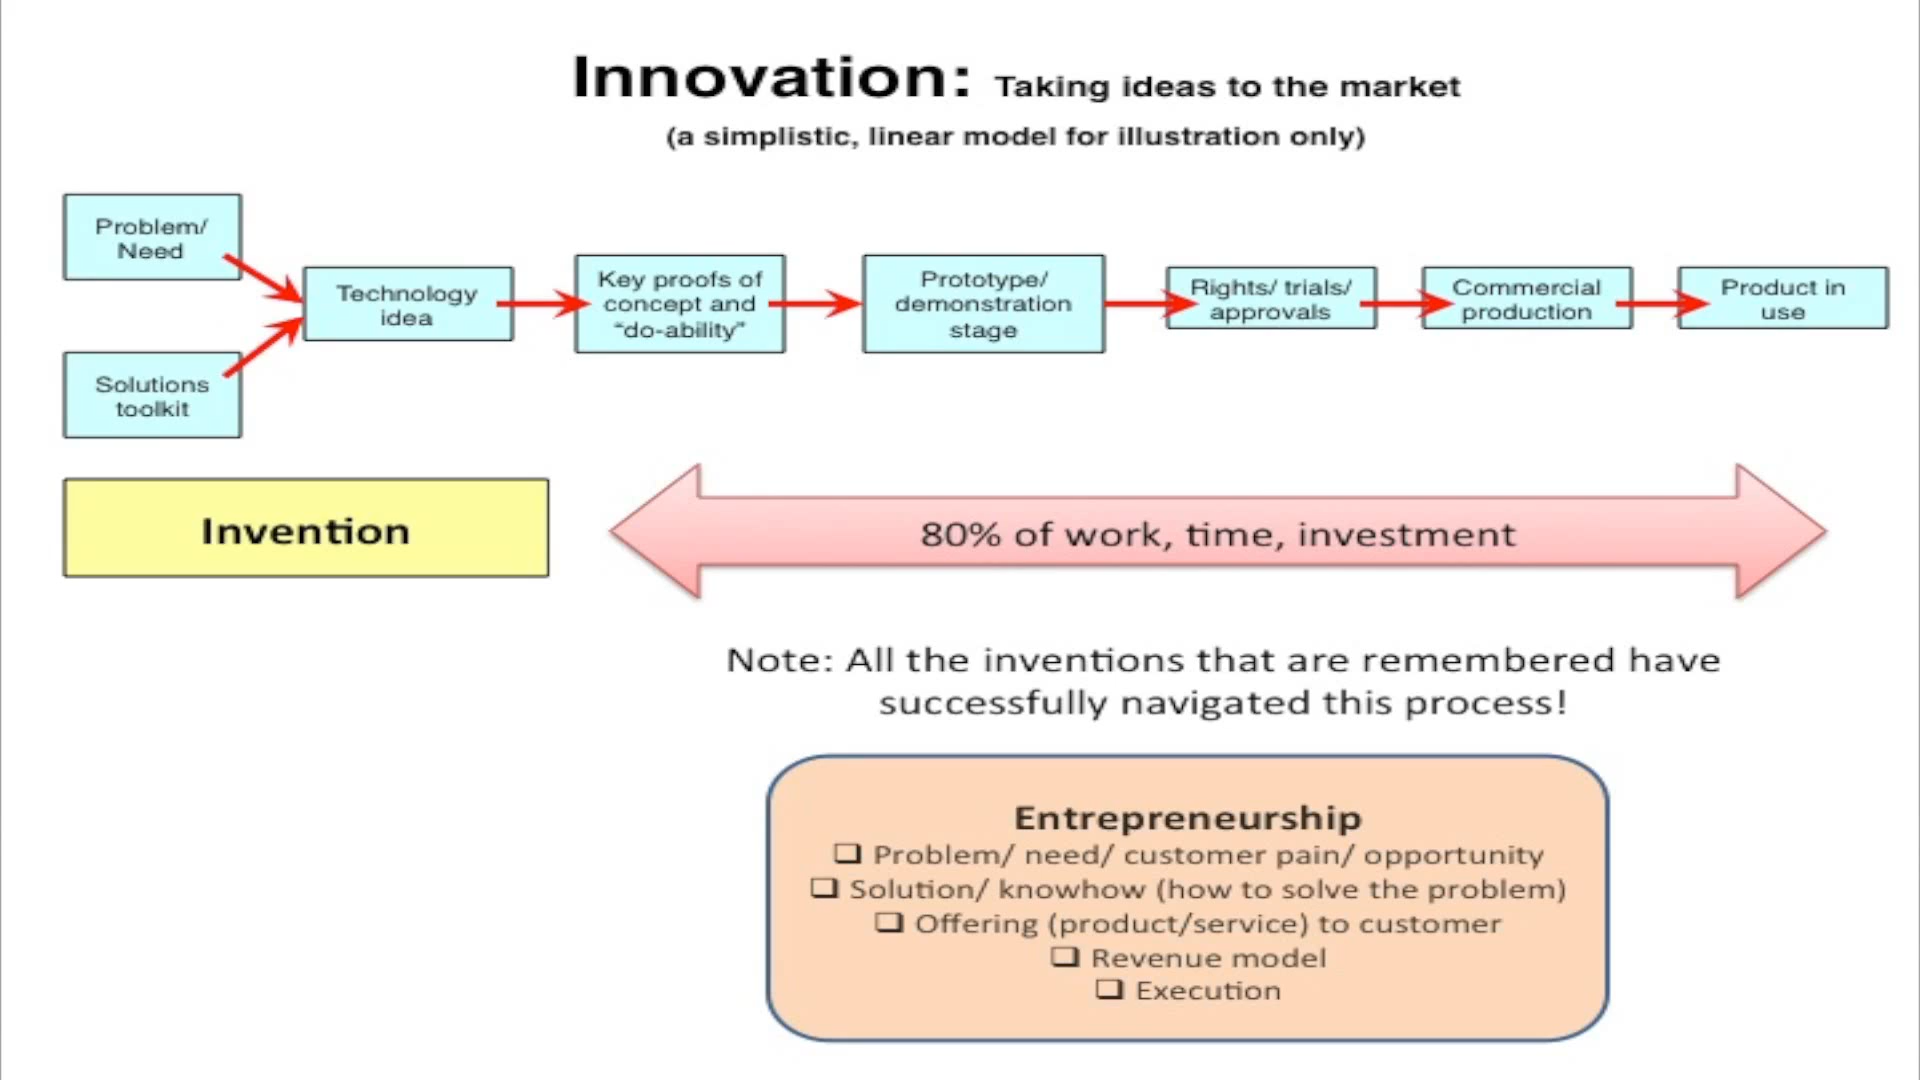 Innovation: Taking ideas to the market
(a simplistic, linear model for illustration only)
Problem/
Need
Solutions
toolkit
Technology
idea
Key proofs of
concept and
“do-ability”
Prototype/
demonstration
stage
Rights/ trials/
approvals
Commercial
production
Product in
use
Invention
80% of work, time, investment
Note: All the inventions that are remembered have
successfully navigated this process!
Entrepreneurship
❑ Problem/ need/ customer pain/ opportunity
❑ Solution/ knowhow (how to solve the problem)
❑ Offering (product/service) to customer
❑ Revenue model
❑ Execution